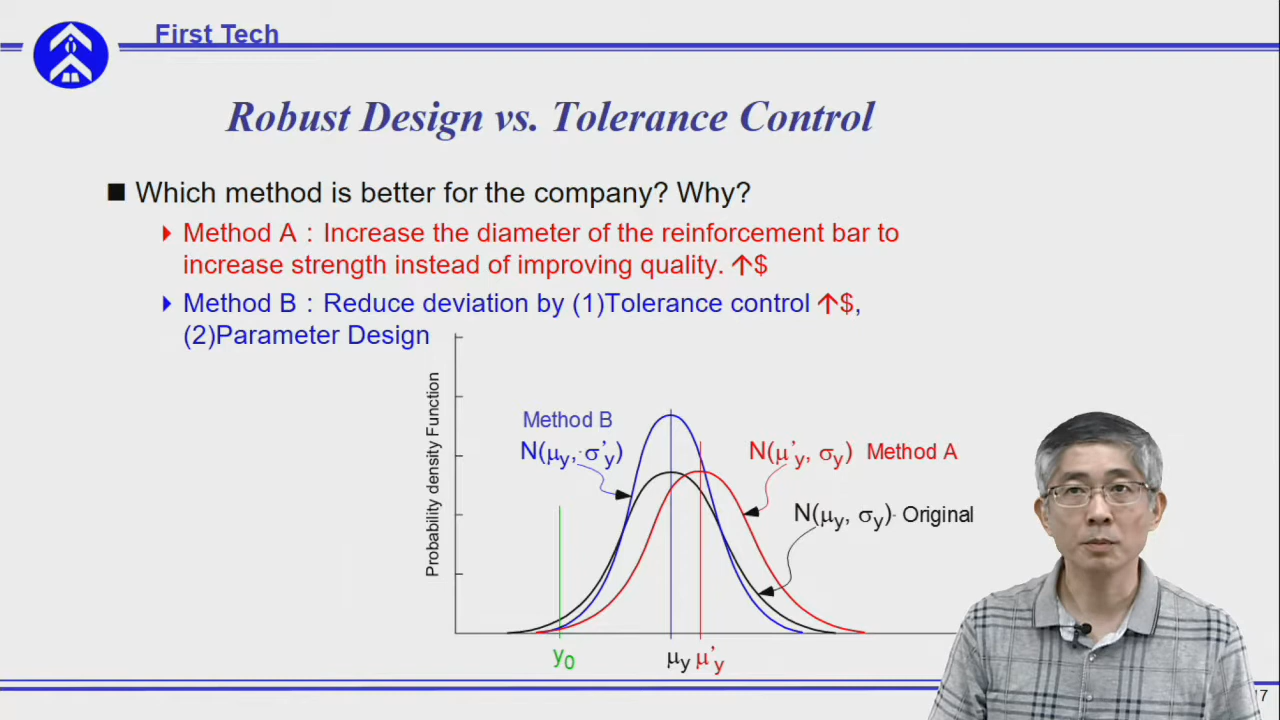 First Tech
Robust Design vs. Tolerance Control
Which method is better for the company? Why?
Method A : Increase the diameter of the reinforcement bar to
increase strength instead of improving quality. ↑$
Method B : Reduce deviation by (1)Tolerance control ↑$,
(2)Parameter Design
Probability density Function
Method B
N(μy, σ'y)
N(μ'y, σy) Method A
N(μy, σy) Original
y0
μy μ'y
7